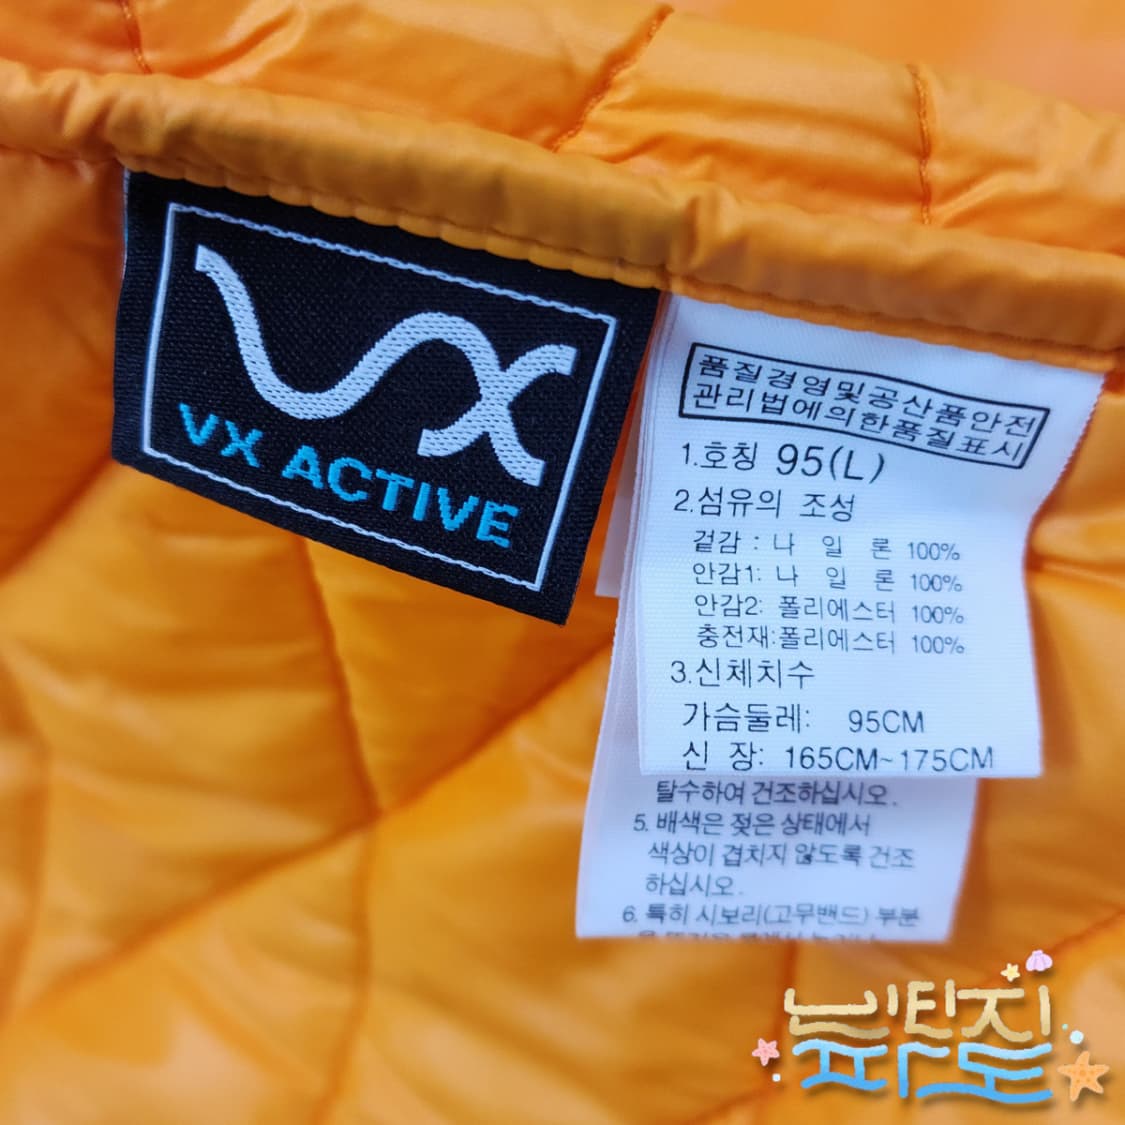 VX
VX ACTIVE
품질경영및공산품안전
관리법에의한품질표시
1.호칭 95(L)
2.섬유의 조성
겉감 : 나 일 론 100%
안감1: 나 일 론 100%
안감2: 폴리에스터 100%
충전재:폴리에스터 100%
3.신체치수
가슴둘레: 95CM
신 장: 165CM~175CM
탈수하여 건조하십시오.
5. 배색은 젖은 상태에서
색상이 겹치지 않도록 건조
하십시오.
6. 특히 시보리(고무밴드) 부분
빈티지
파도